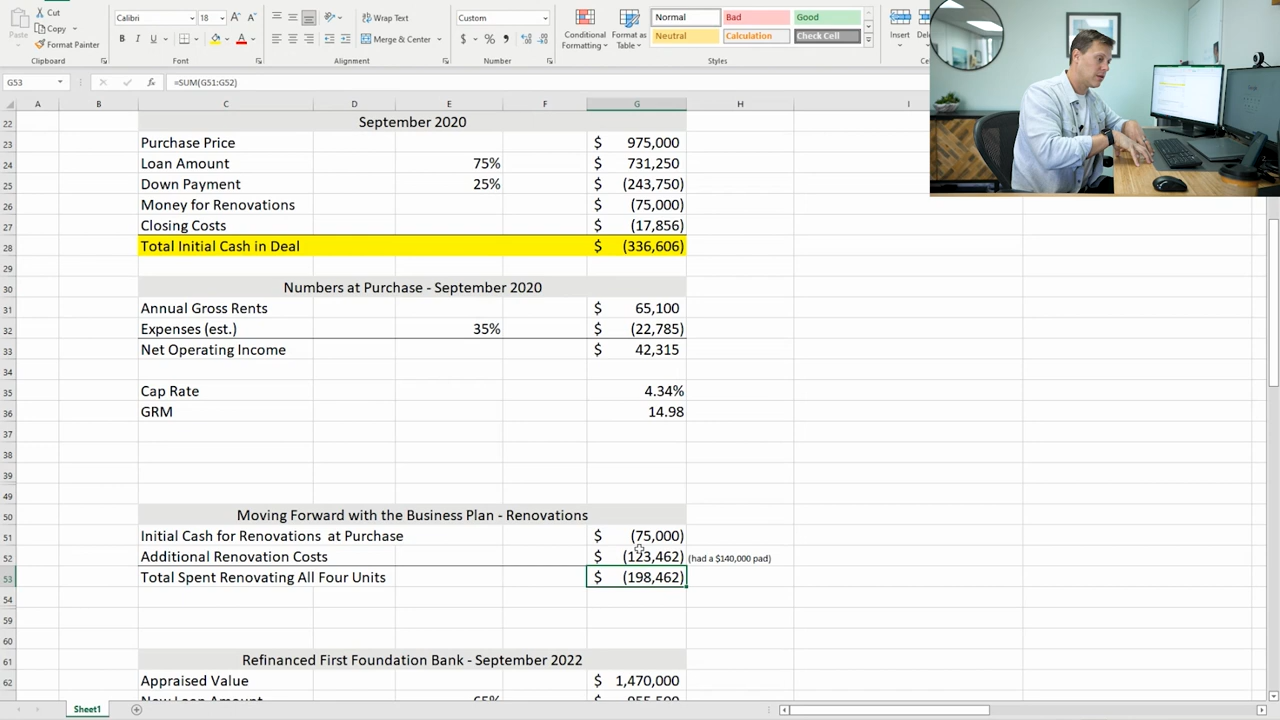 Cut
Copy
Paste
Format Painter
Clipboard
Calibri 18
B I U
Font
Wrap Text
Merge & Center
Alignment
Custom
$ %
Number
Conditional Formatting
Format as Table
Normal Bad Good
Neutral Calculation Check Cell
Styles
Insert
G53 fx =SUM(G51:G52)
A B C D E F G H I
22 September 2020
23 Purchase Price $ 975,000
24 Loan Amount 75% $ 731,250
25 Down Payment 25% $ (243,750)
26 Money for Renovations $ (75,000)
27 Closing Costs $ (17,856)
28 Total Initial Cash in Deal $ (336,606)
29
30 Numbers at Purchase - September 2020
31 Annual Gross Rents $ 65,100
32 Expenses (est.) 35% $ (22,785)
33 Net Operating Income $ 42,315
34
35 Cap Rate 4.34%
36 GRM 14.98
37
38
39
49
50 Moving Forward with the Business Plan - Renovations
51 Initial Cash for Renovations at Purchase $ (75,000)
52 Additional Renovation Costs $ (123,462) (had a $140,000 pad)
53 Total Spent Renovating All Four Units $ (198,462)
54
59
60
61 Refinanced First Foundation Bank - September 2022
62 Appraised Value $ 1,470,000
Sheet1